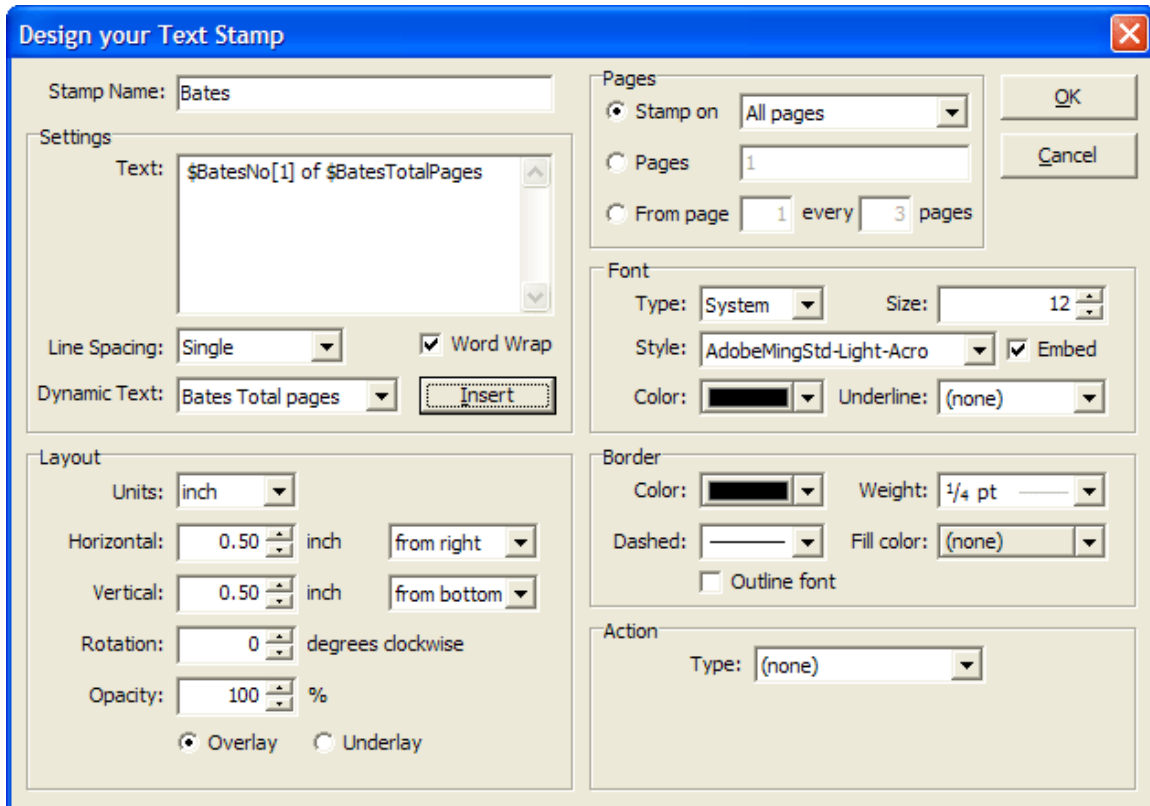 Design your Text Stamp
Stamp Name: Bates
Settings
Text: $BatesNo[1] of $BatesTotalPages
Line Spacing: Single Word Wrap
Dynamic Text: Bates Total pages Insert
Layout
Units: inch
Horizontal: 0.50 inch from right
Vertical: 0.50 inch from bottom
Rotation: 0 degrees clockwise
Opacity: 100 %
Overlay Underlay
Pages
Stamp on All pages
Pages 1
From page 1 every 3 pages
OK
Cancel
Font
Type: System Size: 12
Style: AdobeMingStd-Light-Acro Embed
Color: Underline: (none)
Border
Color: Weight: 1/4 pt
Dashed: Fill color: (none)
Outline font
Action
Type: (none)